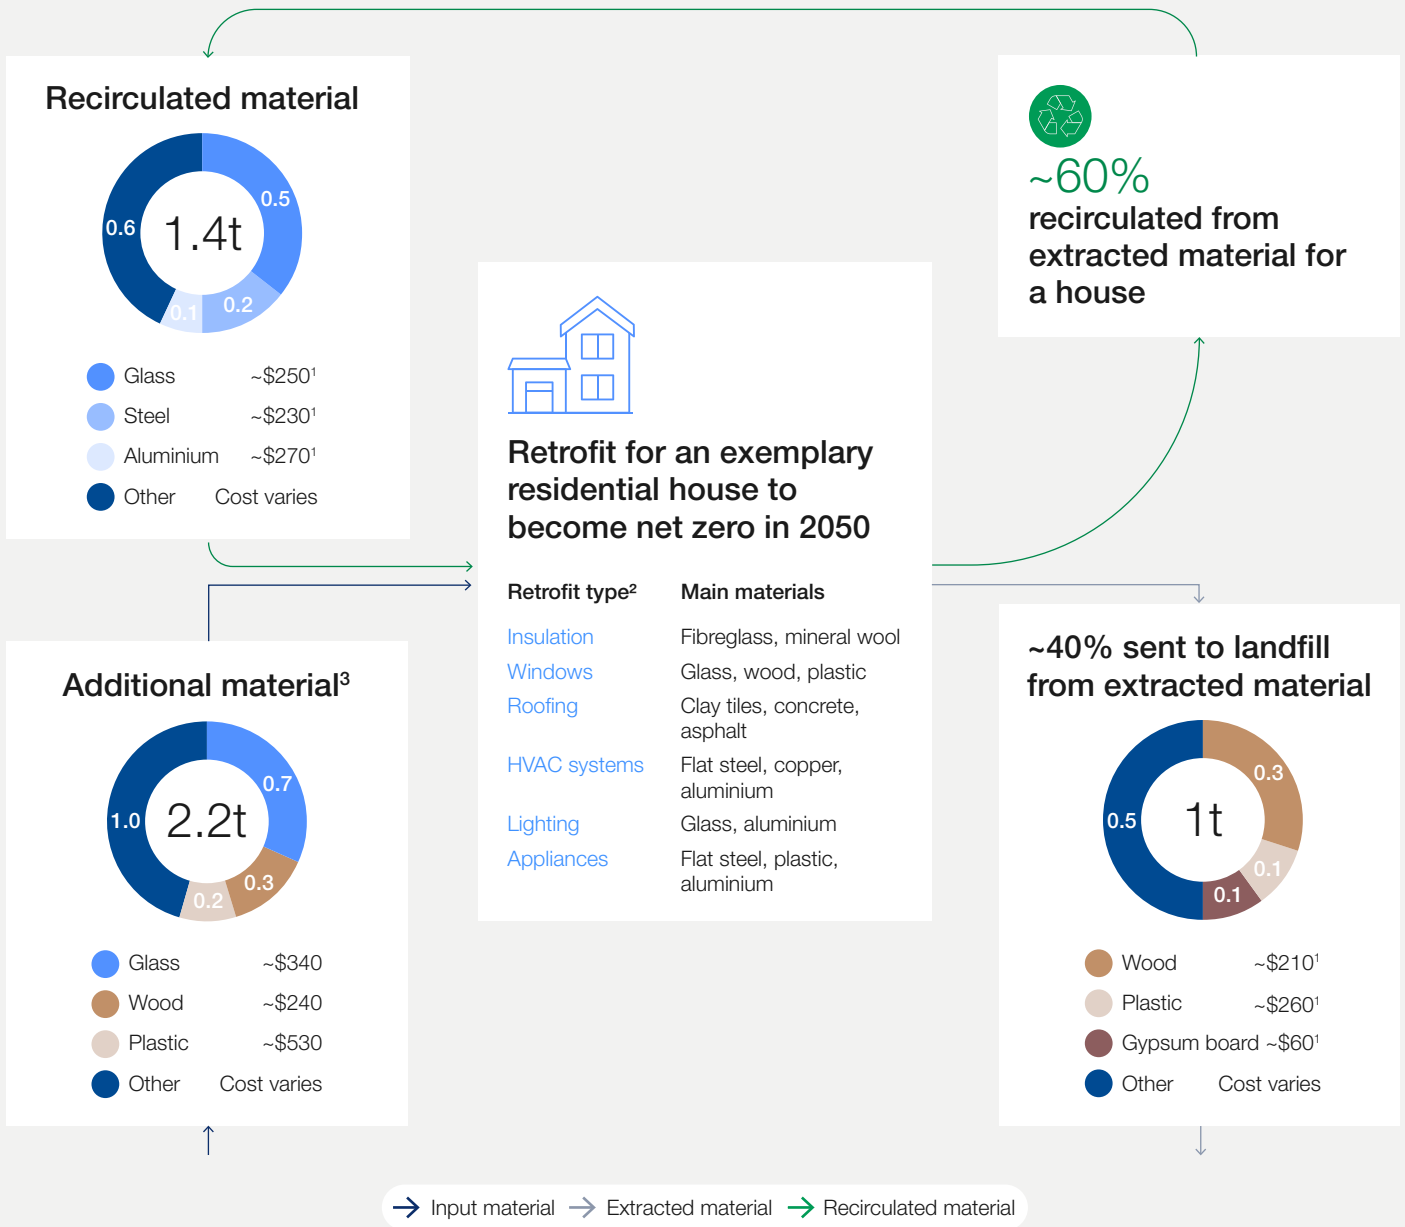 Recirculated material
0.5
0.6
1.4t
0.1
0.2
Glass ~$250¹
Steel ~$230¹
Aluminium ~$270¹
Other Cost varies
~60%
recirculated from
extracted material for
a house
Retrofit for an exemplary
residential house to
become net zero in 2050
Retrofit type² Main materials
Insulation Fibreglass, mineral wool
Windows Glass, wood, plastic
Roofing Clay tiles, concrete,
asphalt
HVAC systems Flat steel, copper,
aluminium
Lighting Glass, aluminium
Appliances Flat steel, plastic,
aluminium
Additional material³
0.7
1.0
2.2t
0.3
0.2
Glass ~$340
Wood ~$240
Plastic ~$530
Other Cost varies
~40% sent to landfill
from extracted material
0.3
0.5
1t
0.1
0.1
Wood ~$210¹
Plastic ~$260¹
Gypsum board ~$60¹
Other Cost varies
Input material Extracted material Recirculated material